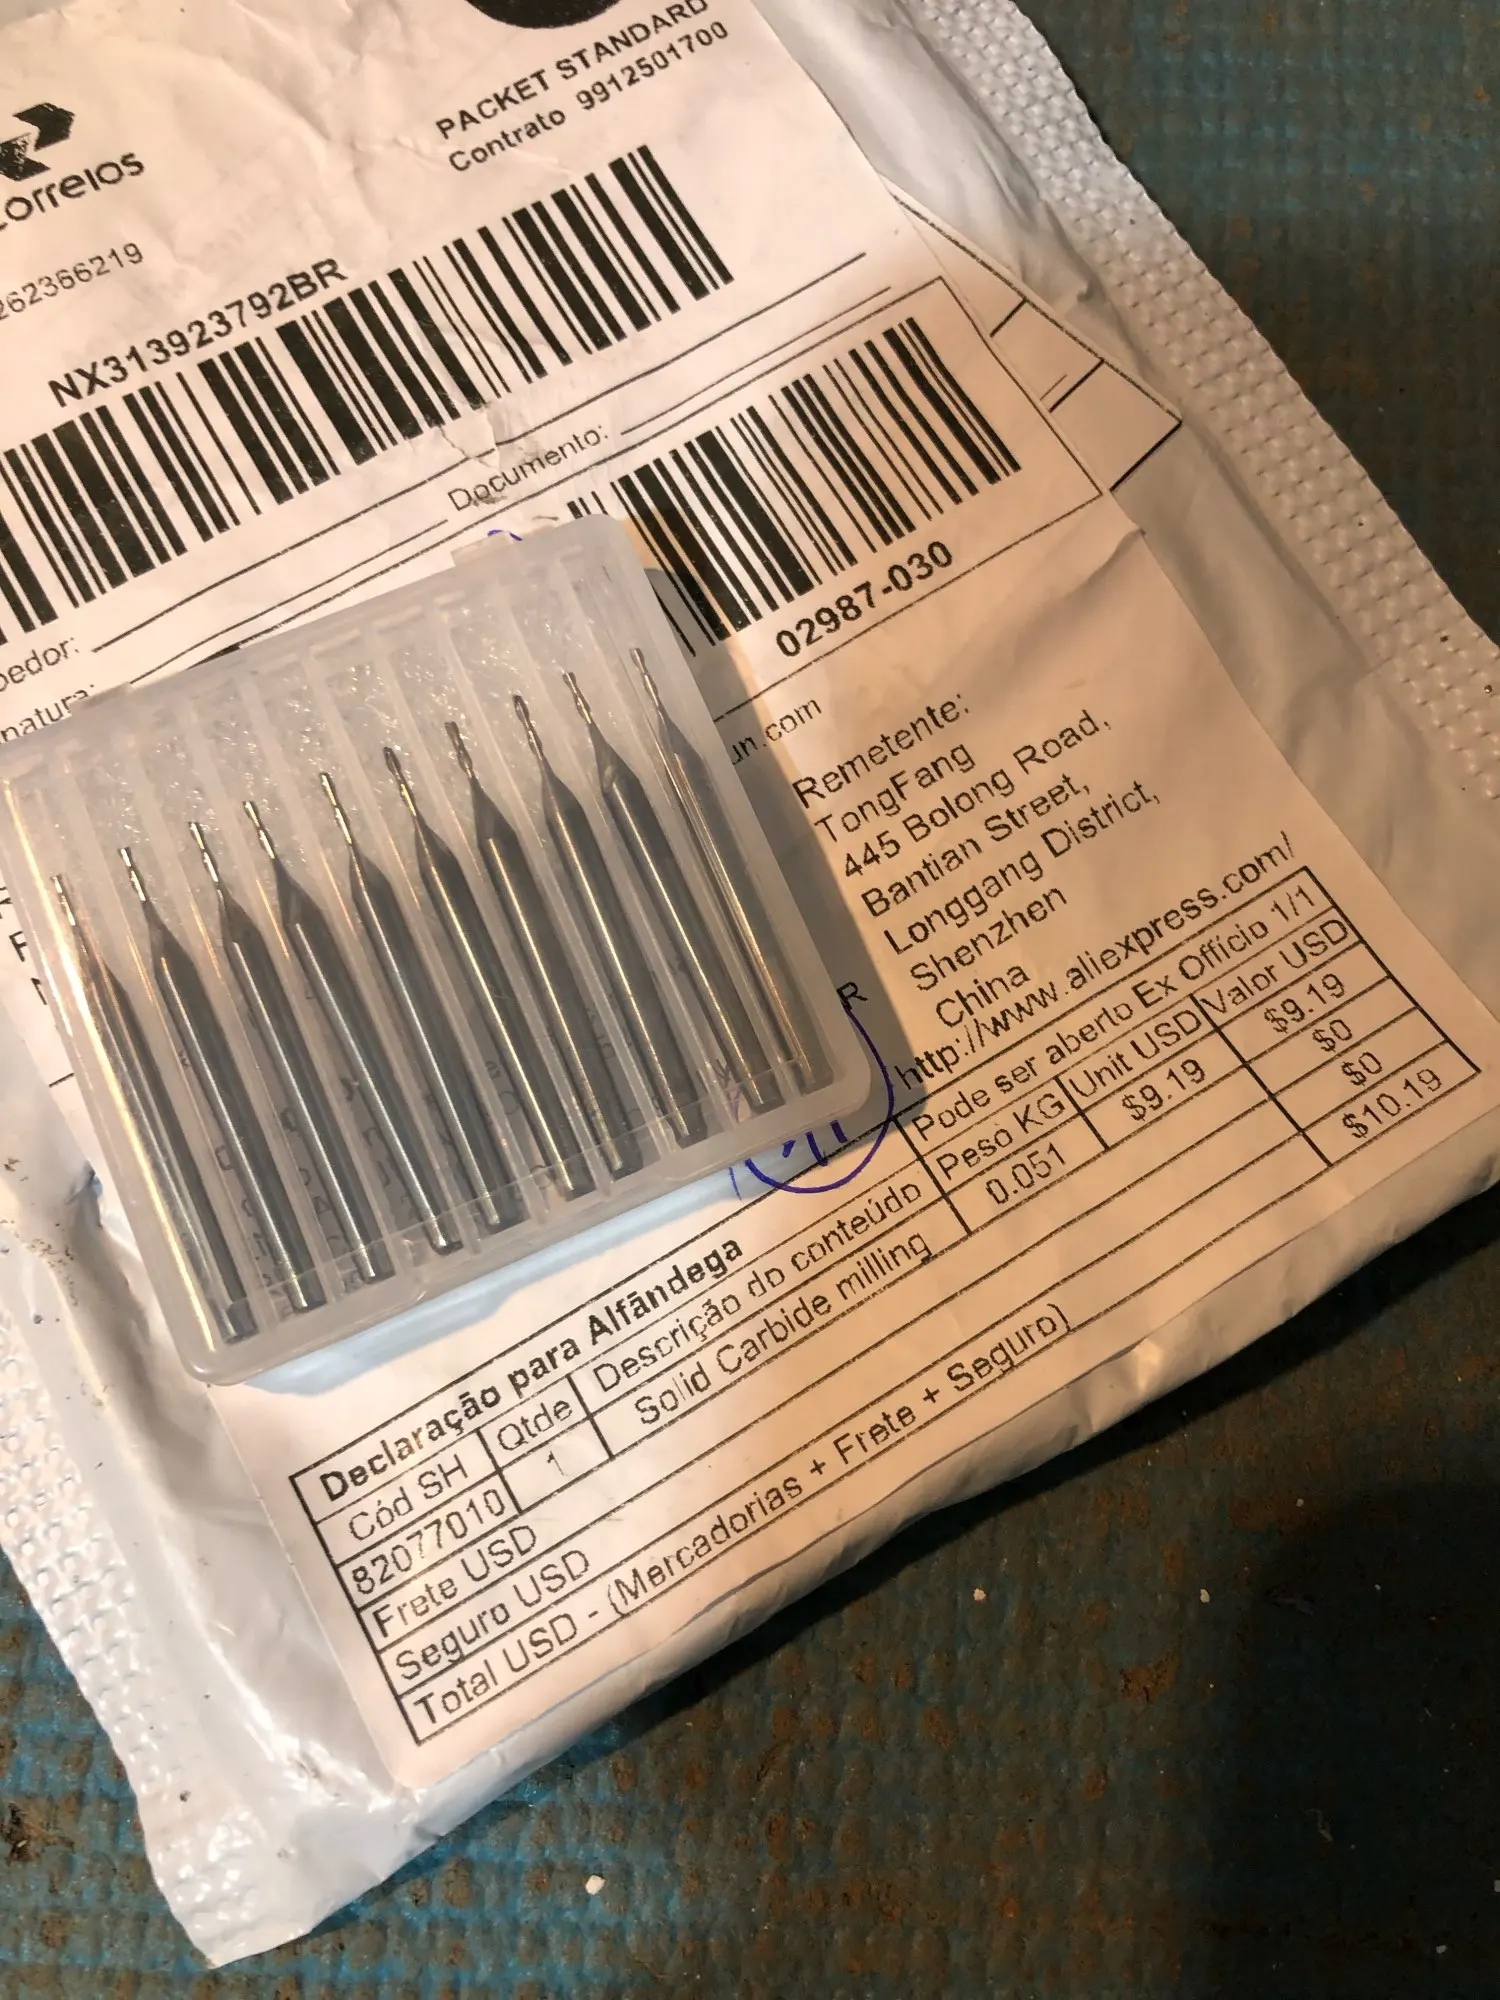 PACKET STANDARD
Contrato 9912501700
correios
262366219
NX313923792BR
Documento:
02987-030
un.com
Remetente:
TongFang
445 Bolong Road,
Bantian Street,
Longgang District,
Shenzhen
China
http://www.aliexpress.com/
R
Declaração para Alfândega Pode ser aberto Ex Offício 1/1
Cód SH Qtde Descrição do conteúdo Peso KG Unit USD Valor USD
82077010 1 Solid Carbide milling 0.051 $9.19 $9.19
Frete USD $0
Seguro USD $0
Total USD - (Mercadorias + Frete + Seguro) $10.19